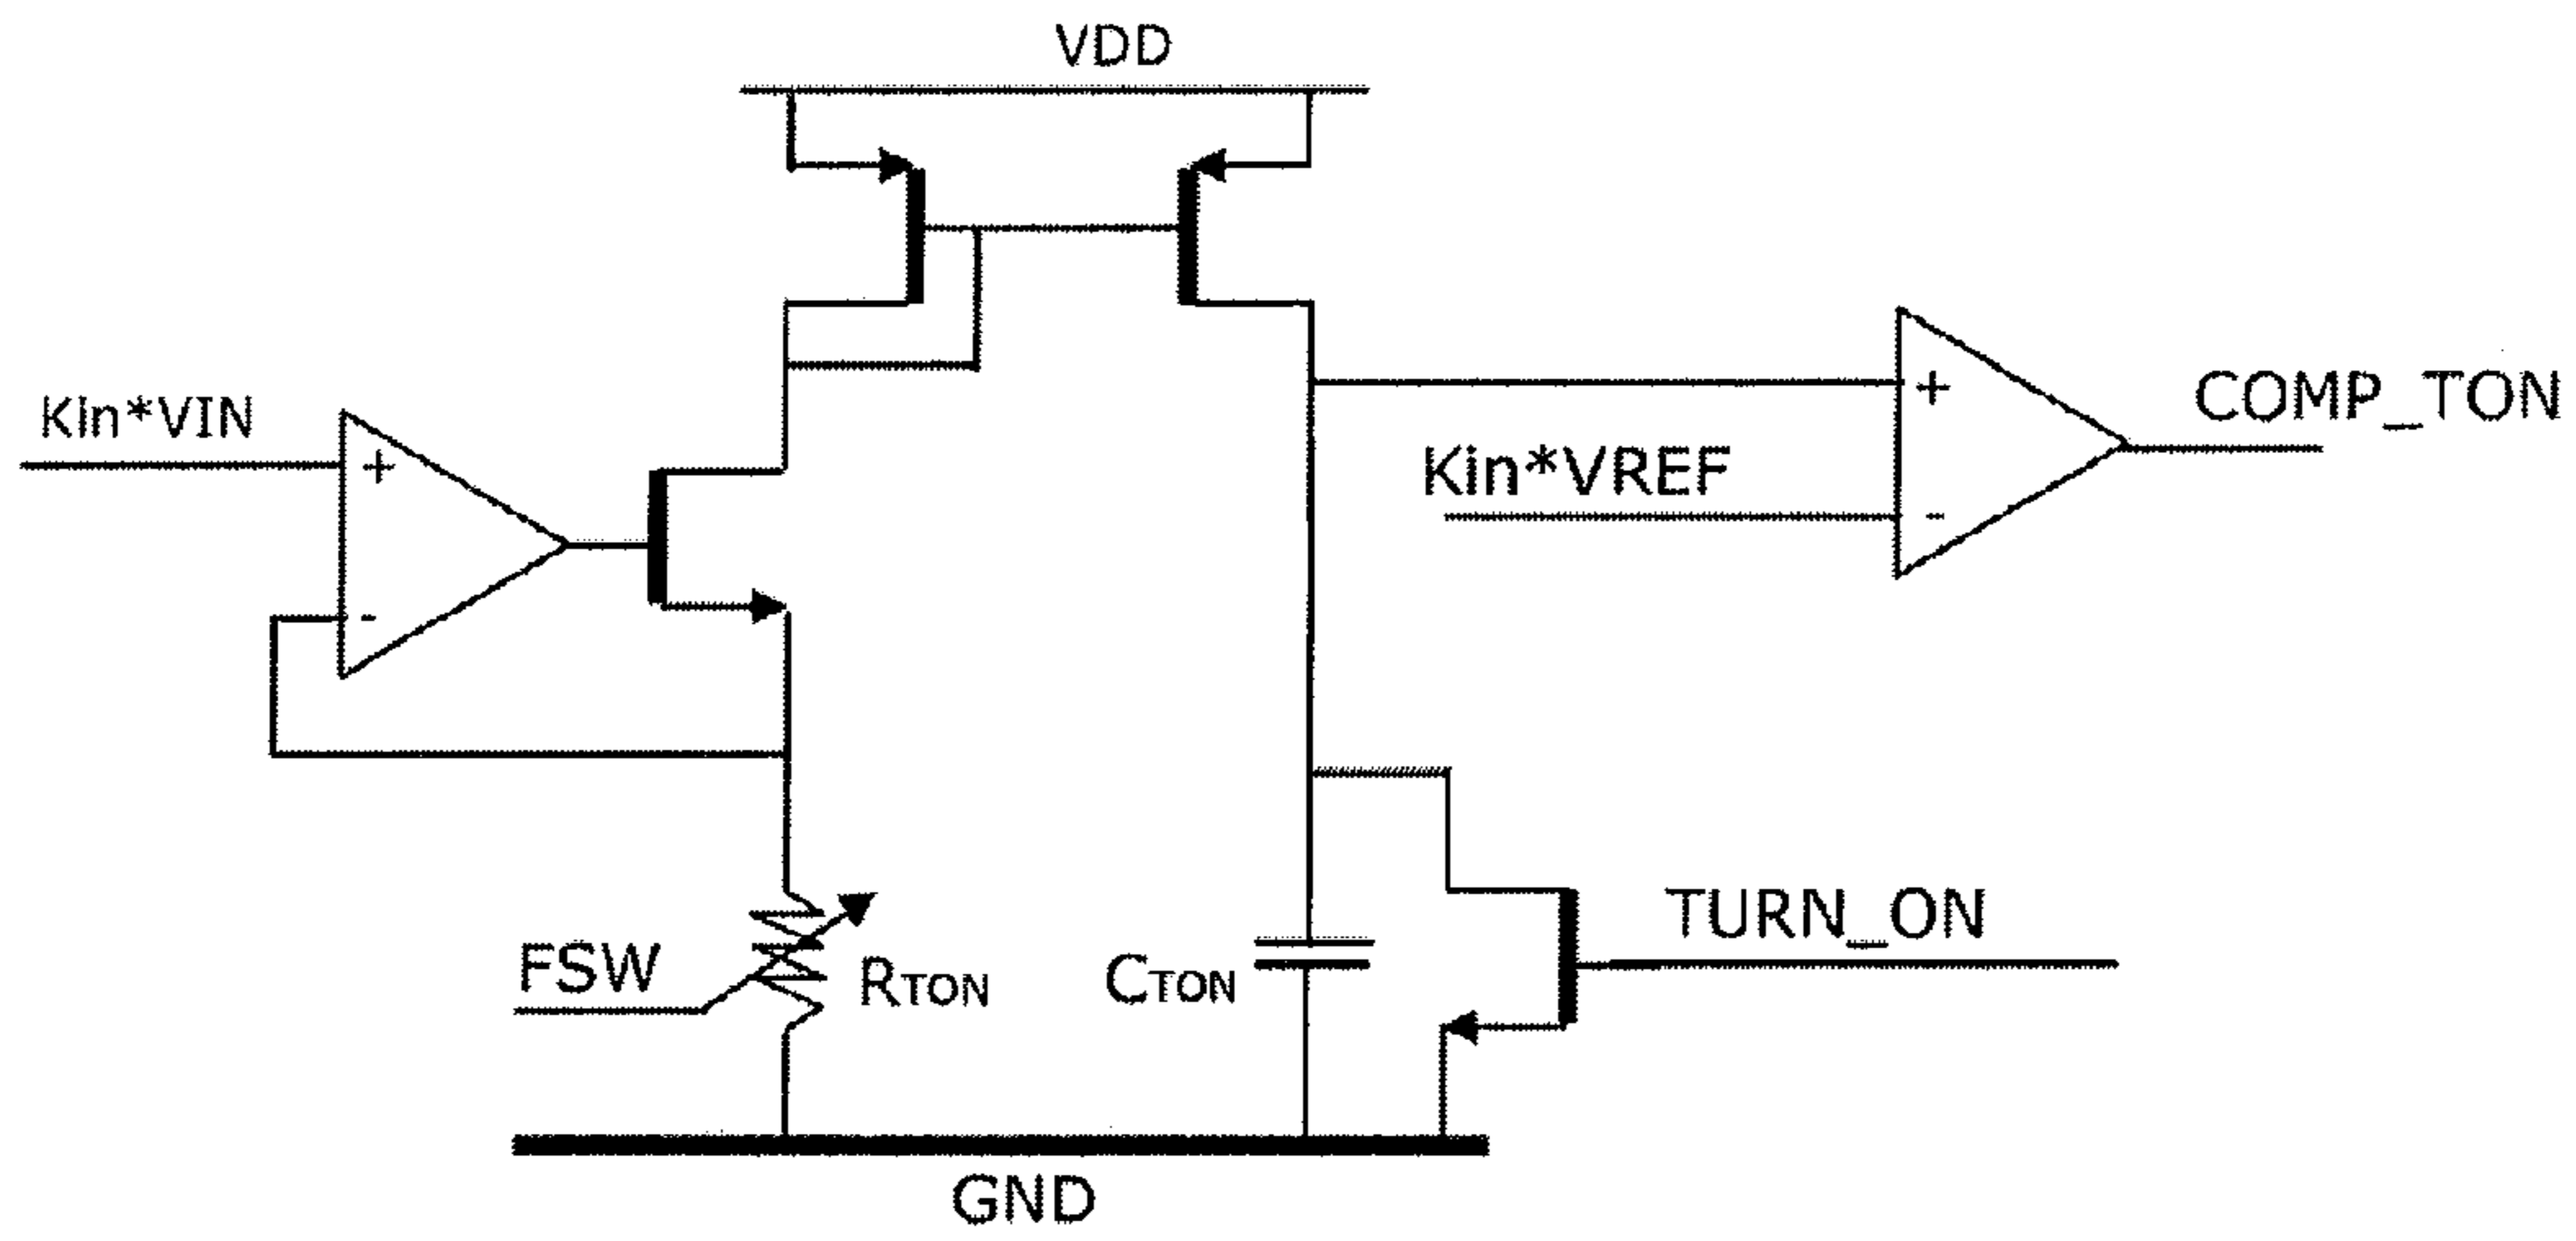 VDD
Kin*VIN
+
-
+
COMP_TON
Kin*VREF
-
FSW
RTON
CTON
TURN_ON
GND